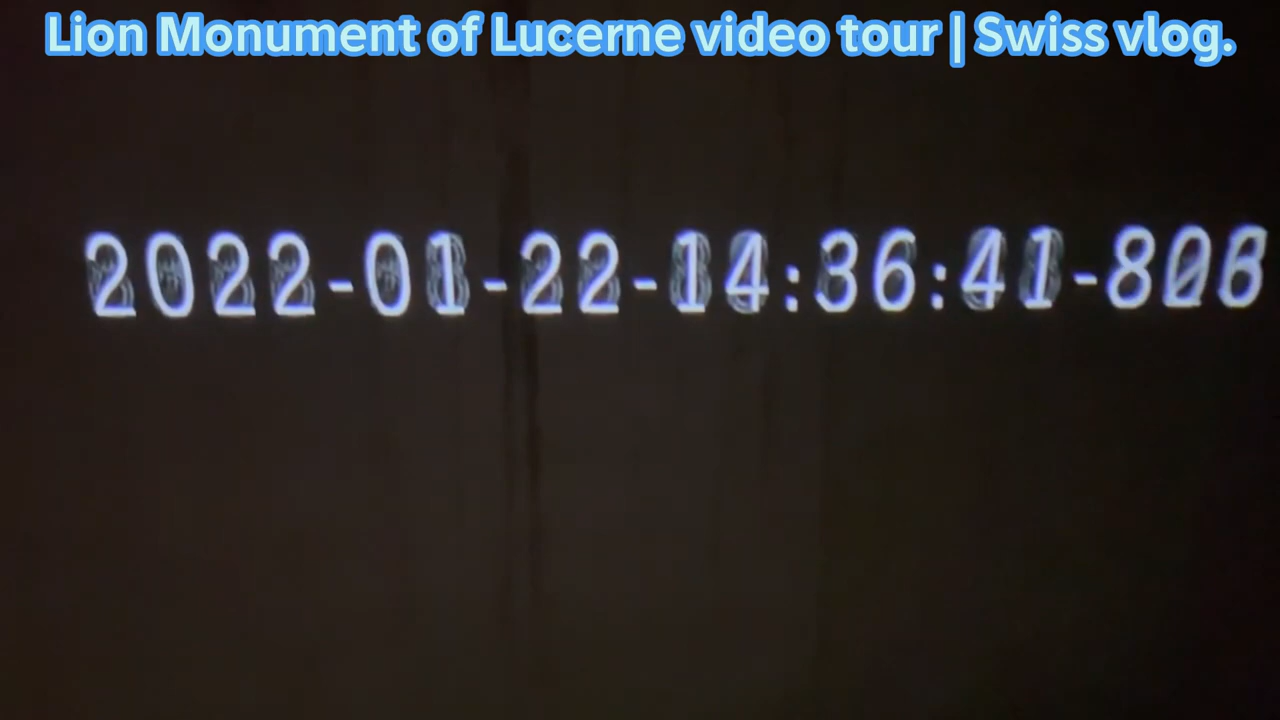 Lion Monument of Lucerne video tour | Swiss vlog.
2022-01-22-14:36:41-806